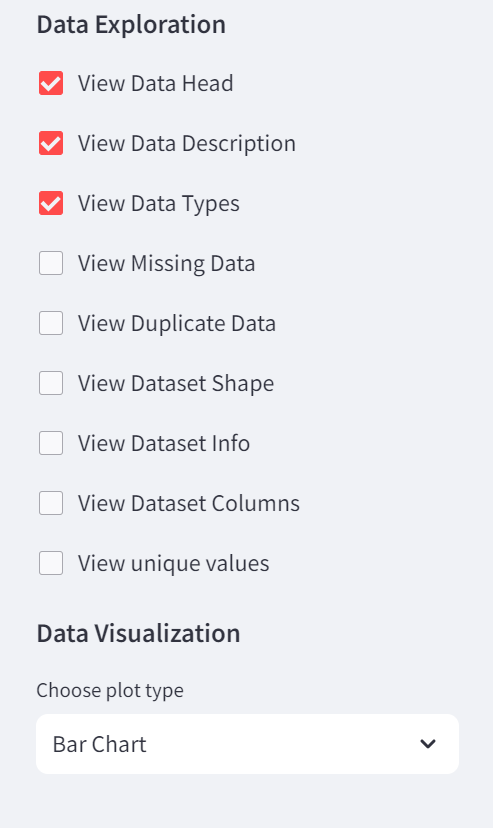 Data Exploration
View Data Head
View Data Description
View Data Types
View Missing Data
View Duplicate Data
View Dataset Shape
View Dataset Info
View Dataset Columns
View unique values
Data Visualization
Choose plot type
Bar Chart